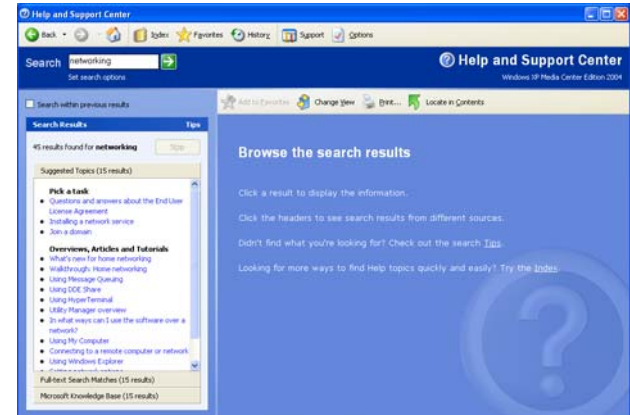 Help and Support Center
Back
Index
Favorites
History
Support
Options
Search
networking
Set search options
Help and Support Center
Windows XP Media Center Edition 2004
Search within previous results
Add to Favorites
Change View
Print...
Locate in Contents
Search Results
Tips
45 results found for networking
Stop
Suggested Topics (15 results)
Pick a task
Questions and answers about the End User
License Agreement
Installing a network service
Join a domain
Overviews, Articles and Tutorials
What's new for home networking
Walkthrough: Home networking
Using Message Queuing
Using DDE Share
Using HyperTerminal
Utility Manager overview
In what ways can I use the software over a
network?
Using My Computer
Connecting to a remote computer or network
Using Windows Explorer
Full-text Search Matches (15 results)
Microsoft Knowledge Base (15 results)
Browse the search results
Click a result to display the information.
Click the headers to see search results from different sources.
Didn't find what you're looking for? Check out the search Tips.
Looking for more ways to find Help topics quickly and easily? Try the Index.